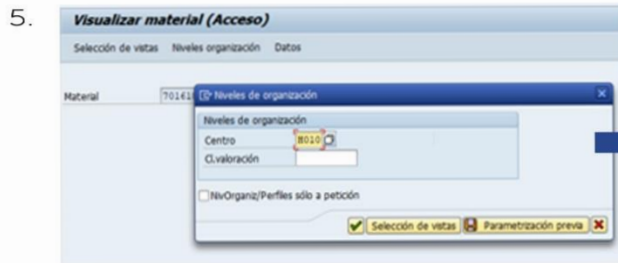 5.
Visualizar material (Acceso)
Selección de vistas Niveles organización Datos
Material
Niveles de organización
Niveles de organización
Centro
Cl.valoración
NivOrganiz/Perfiles sólo a petición
Selección de vistas Parametrización previa